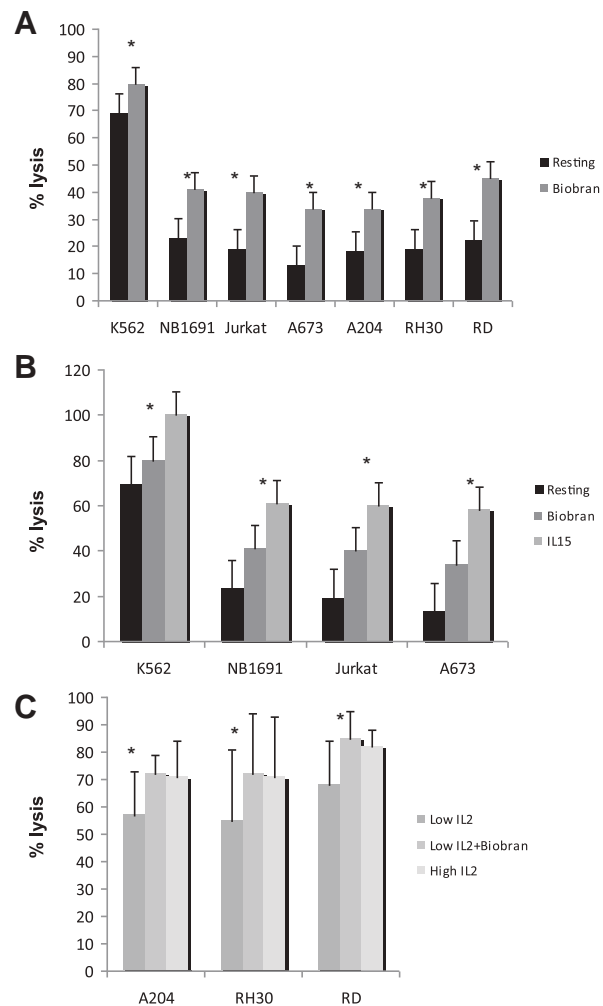 A
100
90
80
70
60
50
40
30
20
10
0
% lysis
* * * * * * *
K562 NB1691 Jurkat A673 A204 RH30 RD
Resting
Biobran
B
120
100
80
60
40
20
0
% lysis
* * * *
K562 NB1691 Jurkat A673
Resting
Biobran
IL15
C
100
90
80
70
60
50
40
30
20
10
0
% lysis
* * *
A204 RH30 RD
Low IL2
Low IL2+Biobran
High IL2